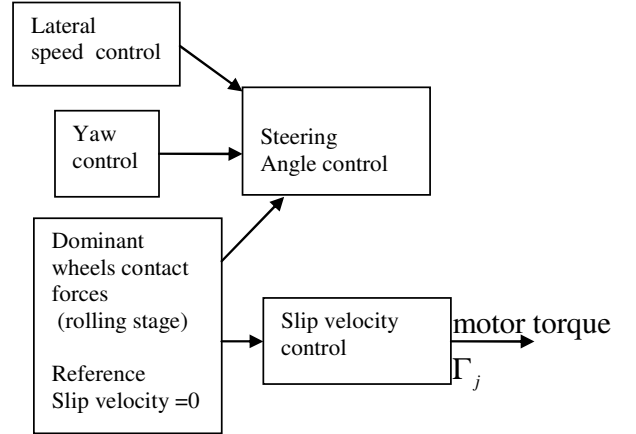 Lateral
speed control
Yaw
control
Steering
Angle control
Dominant
wheels contact
forces
(rolling stage)
Reference
Slip velocity =0
Slip velocity
control
motor torque
Γj